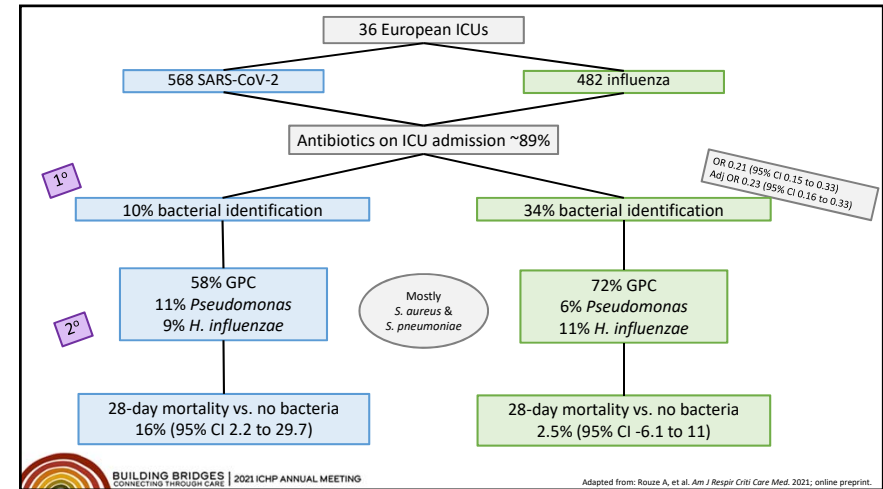 36 European ICUs
568 SARS-CoV-2
482 influenza
Antibiotics on ICU admission ~89%
1º
OR 0.21 (95% CI 0.15 to 0.33)
Adj OR 0.23 (95% CI 0.16 to 0.33)
10% bacterial identification
34% bacterial identification
58% GPC
11% Pseudomonas
9% H. influenzae
Mostly
S. aureus &
S. pneumoniae
72% GPC
6% Pseudomonas
11% H. influenzae
2º
28-day mortality vs. no bacteria
16% (95% CI 2.2 to 29.7)
28-day mortality vs. no bacteria
2.5% (95% CI -6.1 to 11)
BUILDING BRIDGES | 2021 ICHP ANNUAL MEETING
CONNECTING THROUGH CARE
Adapted from: Rouze A, et al. Am J Respir Criti Care Med. 2021; online preprint.